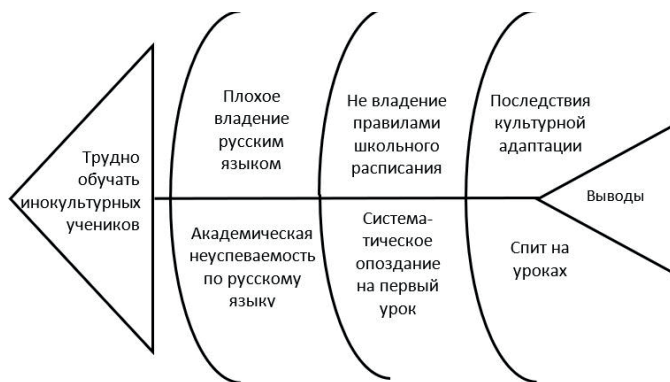 Трудно
обучать
инокультурных
учеников
Плохое
владение
русским
языком
Академическая
неуспеваемость
по русскому
языку
Не владение
правилами
школьного
расписания
Система-
тическое
опоздание
на первый
урок
Последствия
культурной
адаптации
Спит на
уроках
Выводы